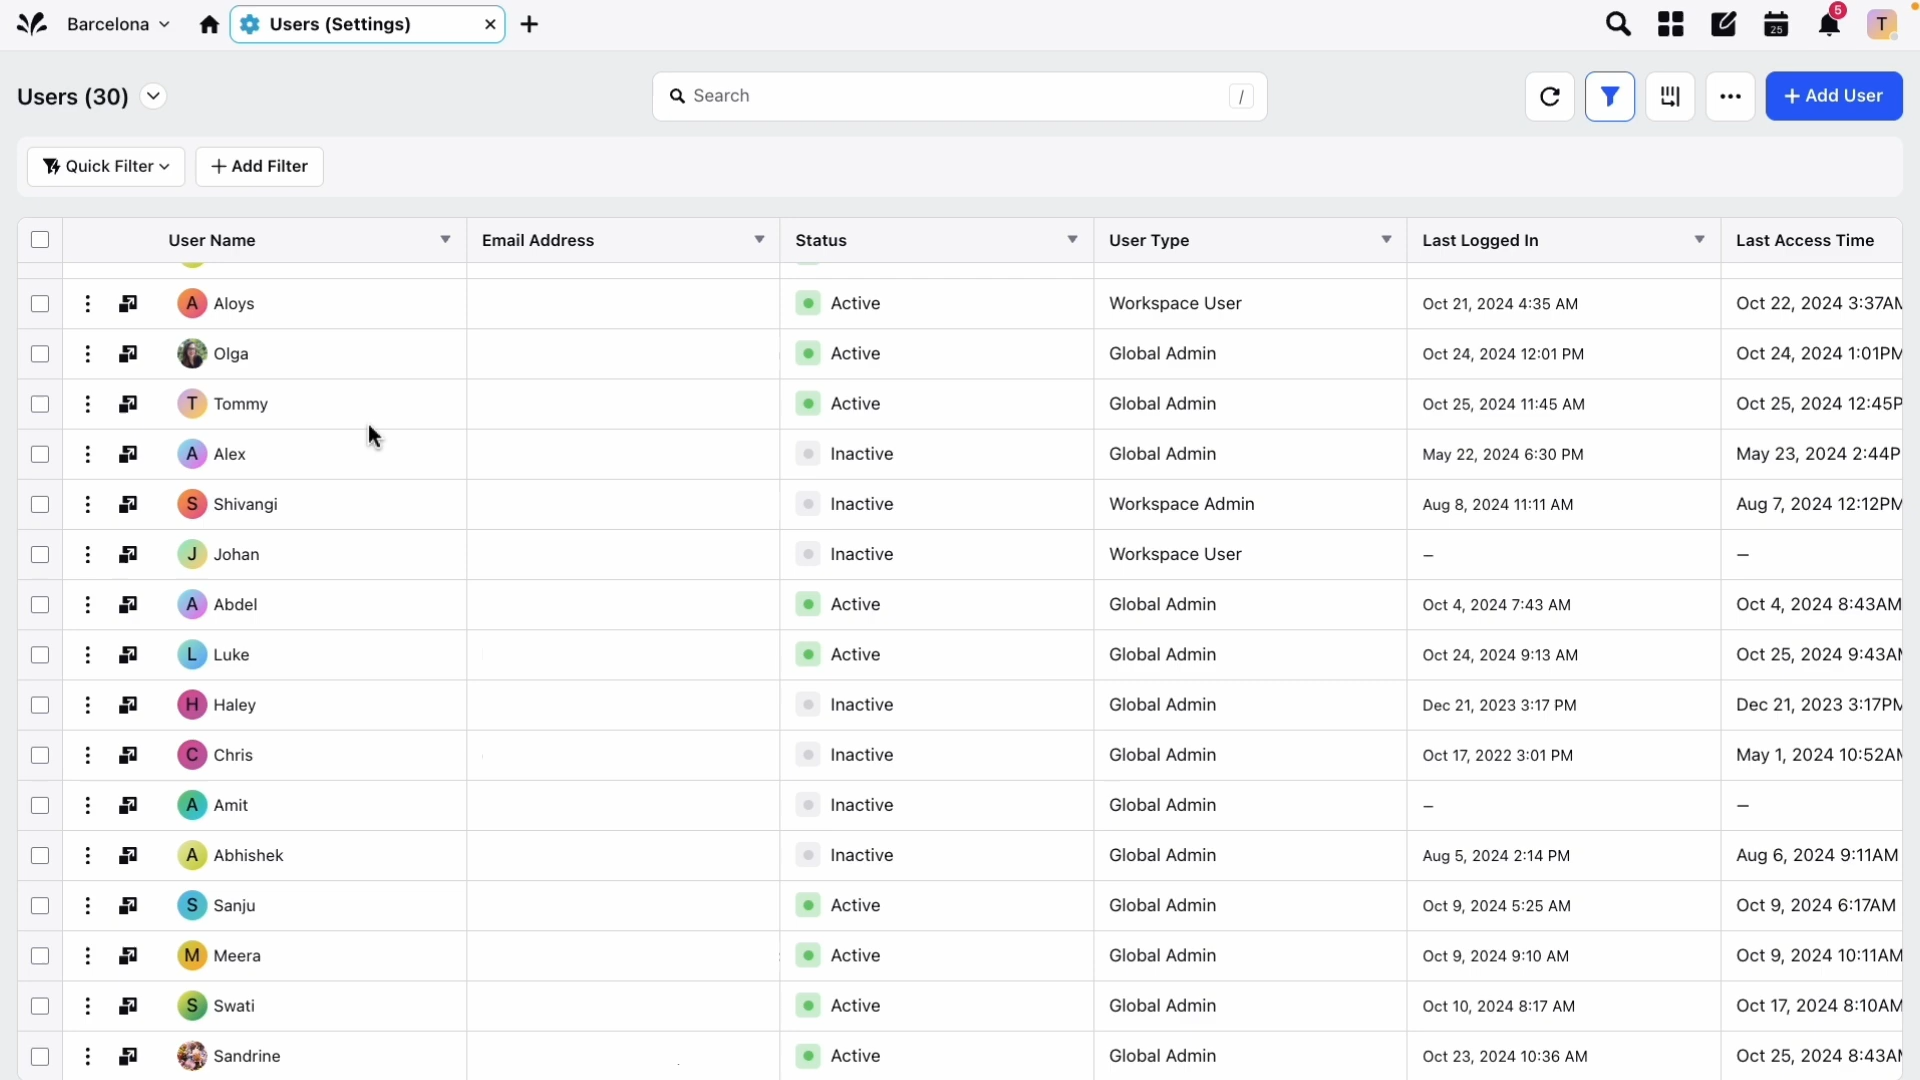 Barcelona
Users (Settings)
25
5
T
Users (30)
Search
/
+ Add User
Quick Filter
+ Add Filter
User Name Email Address Status User Type Last Logged In Last Access Time
A Aloys Active Workspace User Oct 21, 2024 4:35 AM Oct 22, 2024 3:37AM
Olga Active Global Admin Oct 24, 2024 12:01 PM Oct 24, 2024 1:01PM
T Tommy Active Global Admin Oct 25, 2024 11:45 AM Oct 25, 2024 12:45P
A Alex Inactive Global Admin May 22, 2024 6:30 PM May 23, 2024 2:44P
S Shivangi Inactive Workspace Admin Aug 8, 2024 11:11 AM Aug 7, 2024 12:12PM
J Johan Inactive Workspace User – –
A Abdel Active Global Admin Oct 4, 2024 7:43 AM Oct 4, 2024 8:43AM
L Luke Active Global Admin Oct 24, 2024 9:13 AM Oct 25, 2024 9:43AM
H Haley Inactive Global Admin Dec 21, 2023 3:17 PM Dec 21, 2023 3:17PM
C Chris Inactive Global Admin Oct 17, 2022 3:01 PM May 1, 2024 10:52AM
A Amit Inactive Global Admin – –
A Abhishek Inactive Global Admin Aug 5, 2024 2:14 PM Aug 6, 2024 9:11AM
S Sanju Active Global Admin Oct 9, 2024 5:25 AM Oct 9, 2024 6:17AM
M Meera Active Global Admin Oct 9, 2024 9:10 AM Oct 9, 2024 10:11AM
S Swati Active Global Admin Oct 10, 2024 8:17 AM Oct 17, 2024 8:10AM
Sandrine Active Global Admin Oct 23, 2024 10:36 AM Oct 25, 2024 8:43AM